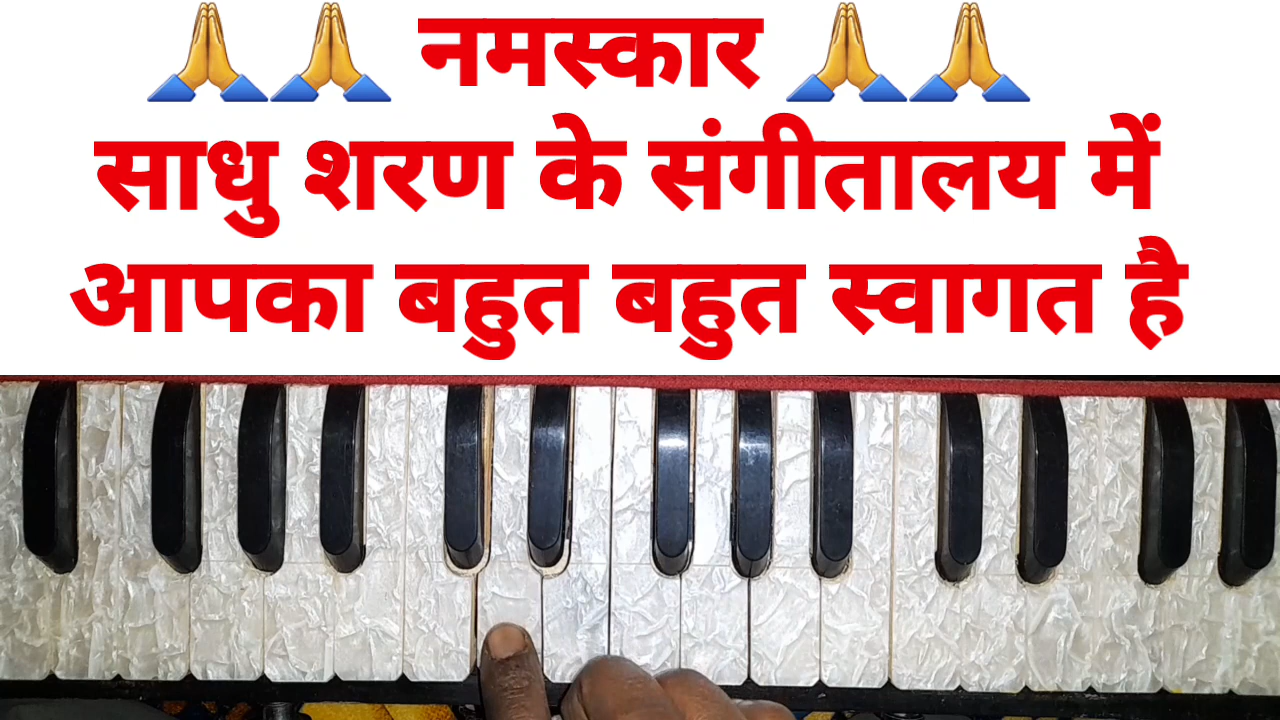 🙏🙏 नमस्कार 🙏🙏
साधु शरण के संगीतालय में
आपका बहुत बहुत स्वागत है